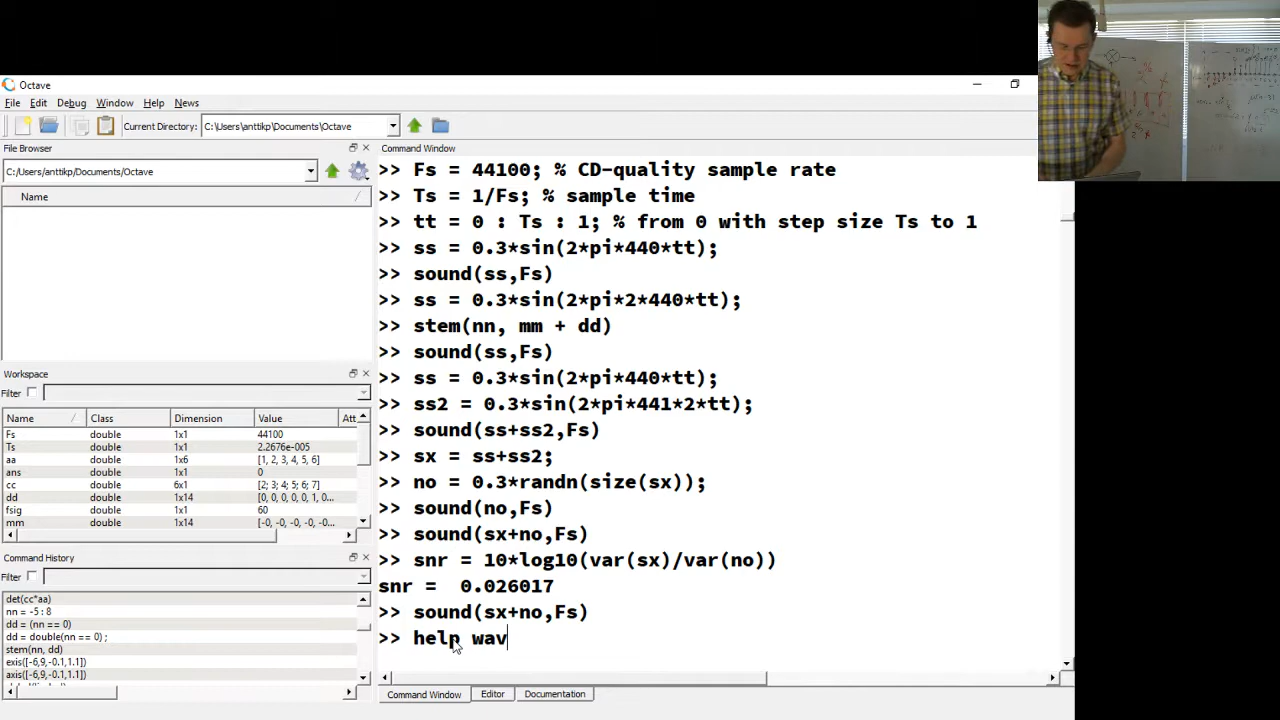 Octave
File Edit Debug Window Help News
Current Directory: C:\Users\anttikp\Documents\Octave
File Browser
C:/Users/anttikp/Documents/Octave
Name
Workspace
Filter
Name Class Dimension Value Att
Fs double 1x1 44100
Ts double 1x1 2.2676e-005
aa double 1x6 [1, 2, 3, 4, 5, 6]
ans double 1x1 0
cc double 6x1 [2; 3; 4; 5; 6; 7]
dd double 1x14 [0, 0, 0, 0, 0, 1, 0...
fsig double 1x1 60
mm double 1x14 [-0, -0, -0, -0, -0...
Command History
Filter
det(cc*aa)
nn = -5 : 8
dd = (nn == 0)
dd = double(nn == 0) ;
stem(nn, dd)
exis([-6,9,-0.1,1.1])
axis([-6,9,-0.1,1.1])
Command Window
>> Fs = 44100; % CD-quality sample rate
>> Ts = 1/Fs; % sample time
>> tt = 0 : Ts : 1; % from 0 with step size Ts to 1
>> ss = 0.3*sin(2*pi*440*tt);
>> sound(ss,Fs)
>> ss = 0.3*sin(2*pi*2*440*tt);
>> stem(nn, mm + dd)
>> sound(ss,Fs)
>> ss = 0.3*sin(2*pi*440*tt);
>> ss2 = 0.3*sin(2*pi*441*2*tt);
>> sound(ss+ss2,Fs)
>> sx = ss+ss2;
>> no = 0.3*randn(size(sx));
>> sound(no,Fs)
>> sound(sx+no,Fs)
>> snr = 10*log10(var(sx)/var(no))
snr =  0.026017
>> sound(sx+no,Fs)
>> help wav
Command Window Editor Documentation